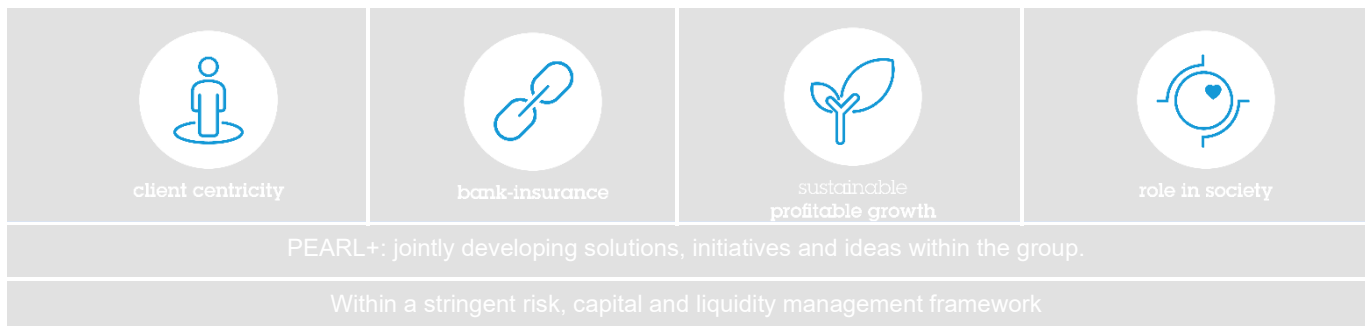 client centricity
bank-insurance
sustainable
profitable growth
role in society
PEARL+: jointly developing solutions, initiatives and ideas within the group.
Within a stringent risk, capital and liquidity management framework